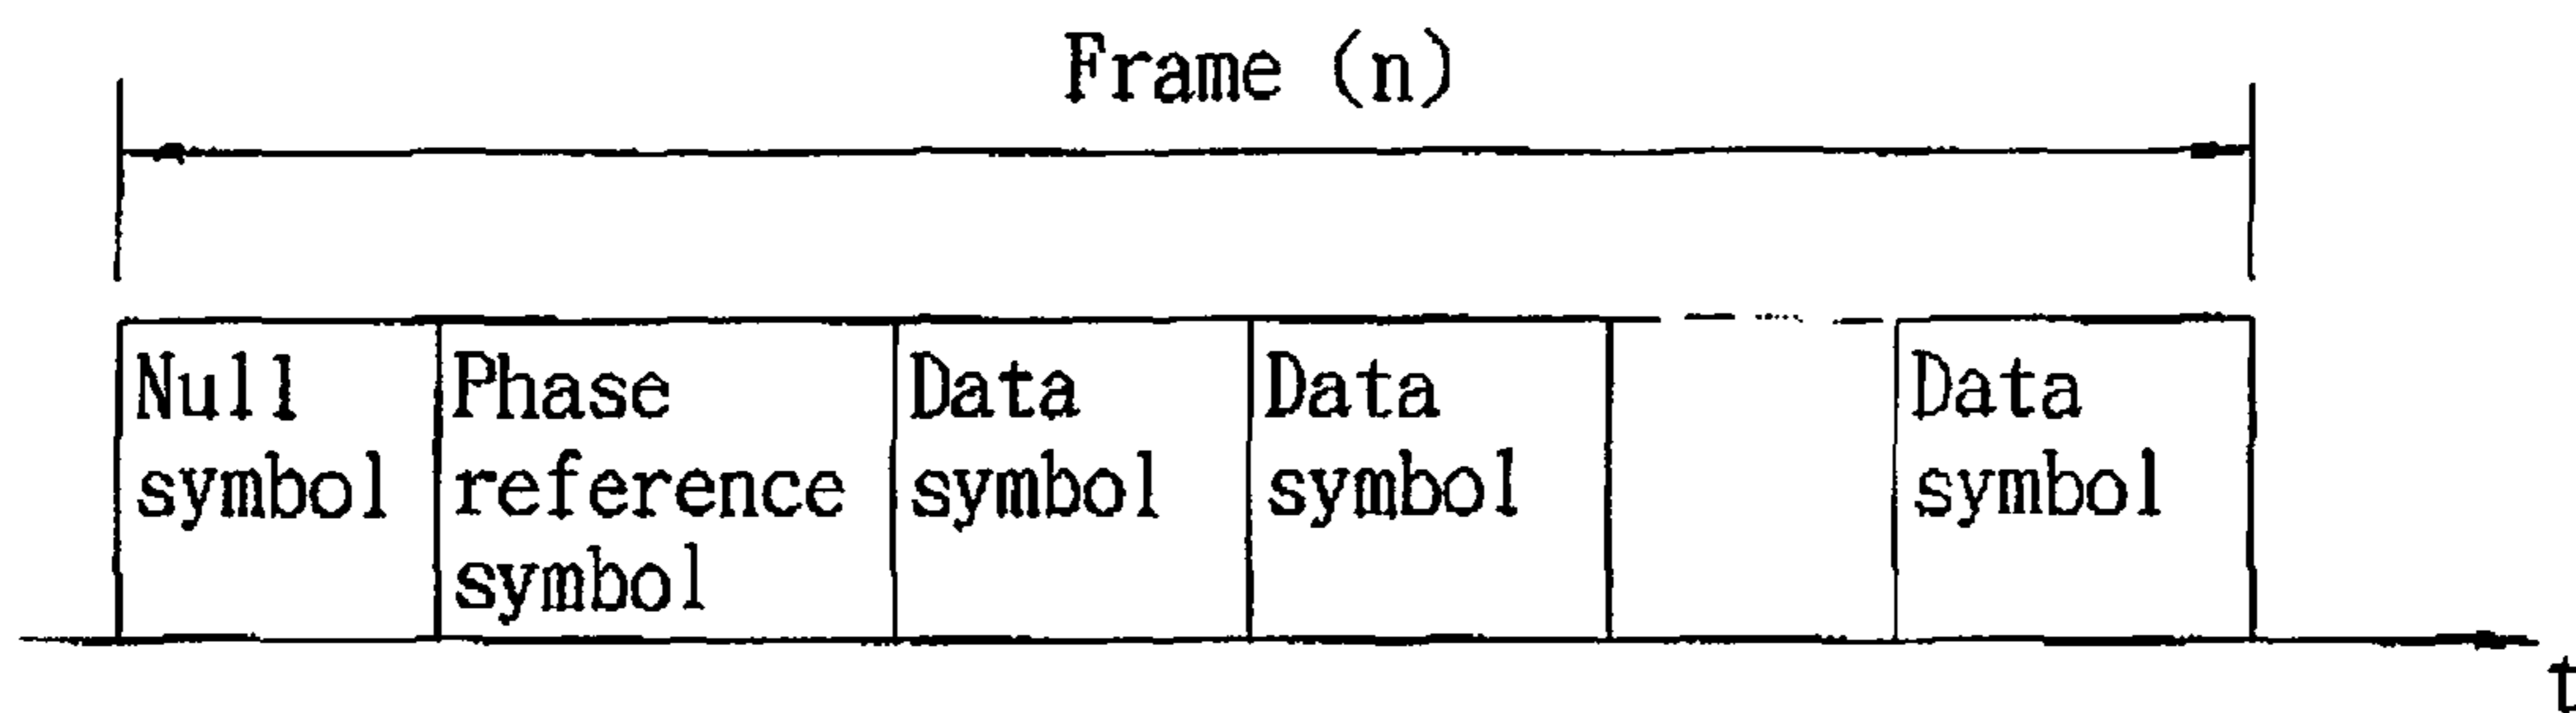 Frame (n)
Null
symbol
Phase
reference
symbol
Data
symbol
Data
symbol
Data
symbol
t